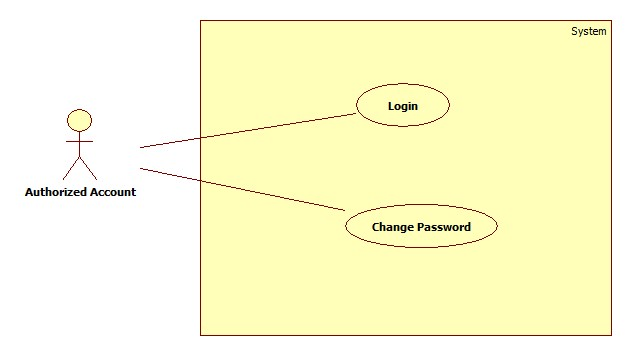 System
Login
Authorized Account
Change Password